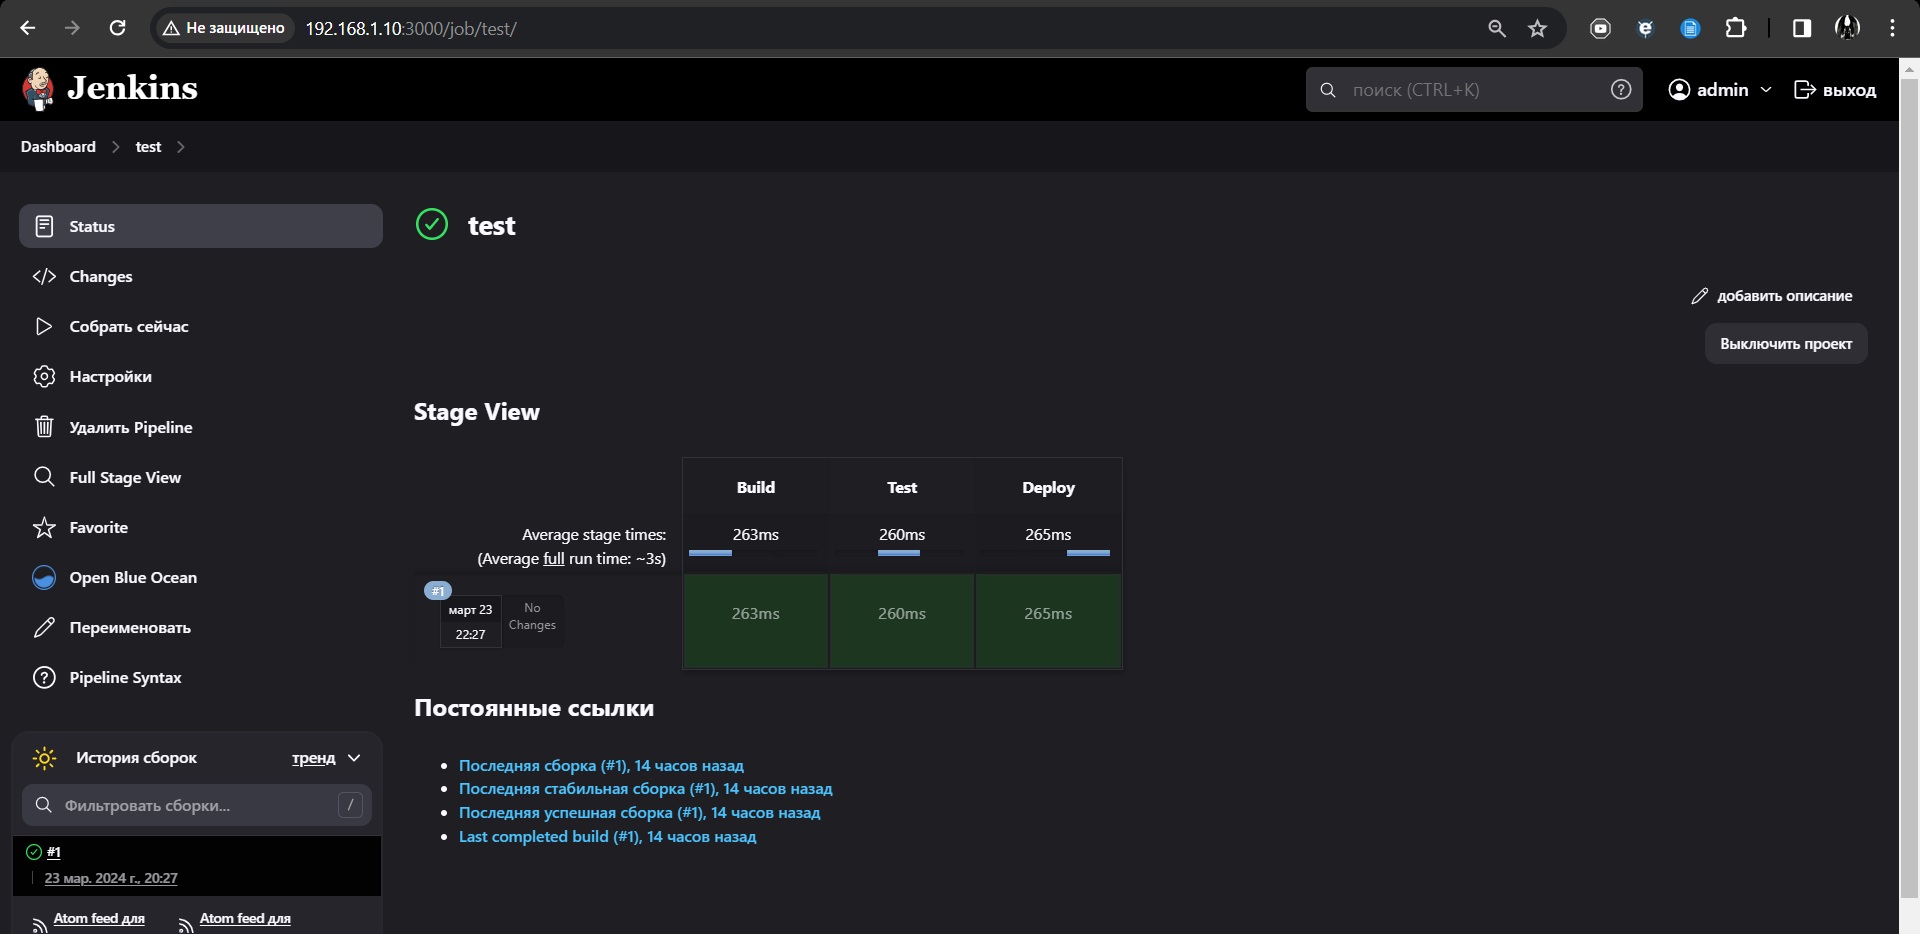 Не защищено
192.168.1.10:3000/job/test/
Jenkins
поиск (CTRL+K)
admin
выход
Dashboard
test
Status
Changes
Собрать сейчас
Настройки
Удалить Pipeline
Full Stage View
Favorite
Open Blue Ocean
Переименовать
Pipeline Syntax
История сборок
тренд
Фильтровать сборки...
/
#1
23 мар. 2024 г., 20:27
Atom feed для
Atom feed для
test
добавить описание
Выключить проект
Stage View
Build
Test
Deploy
Average stage times:
(Average full run time: ~3s)
263ms
260ms
265ms
#1
март 23
22:27
No
Changes
263ms
260ms
265ms
Постоянные ссылки
Последняя сборка (#1), 14 часов назад
Последняя стабильная сборка (#1), 14 часов назад
Последняя успешная сборка (#1), 14 часов назад
Last completed build (#1), 14 часов назад